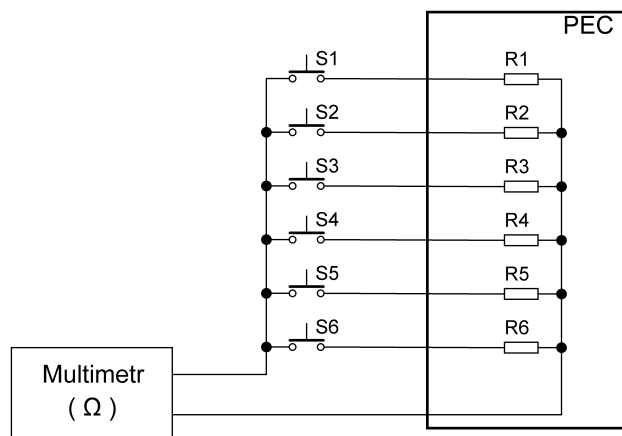 PEC
S1 R1
S2 R2
S3 R3
S4 R4
S5 R5
S6 R6
Multimetr
( Ω )